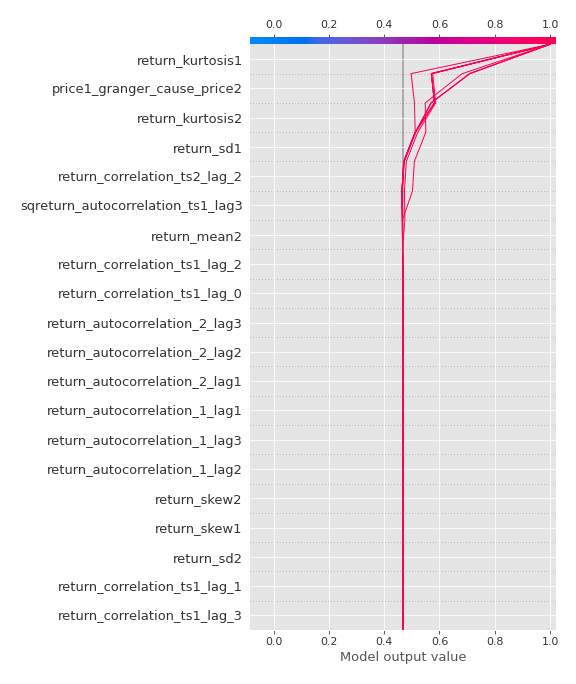 0.0 0.2 0.4 0.6 0.8 1.0
return_kurtosis1
price1_granger_cause_price2
return_kurtosis2
return_sd1
return_correlation_ts2_lag_2
sqreturn_autocorrelation_ts1_lag3
return_mean2
return_correlation_ts1_lag_2
return_correlation_ts1_lag_0
return_autocorrelation_2_lag3
return_autocorrelation_2_lag2
return_autocorrelation_2_lag1
return_autocorrelation_1_lag1
return_autocorrelation_1_lag3
return_autocorrelation_1_lag2
return_skew2
return_skew1
return_sd2
return_correlation_ts1_lag_1
return_correlation_ts1_lag_3
0.0 0.2 0.4 0.6 0.8 1.0
Model output value